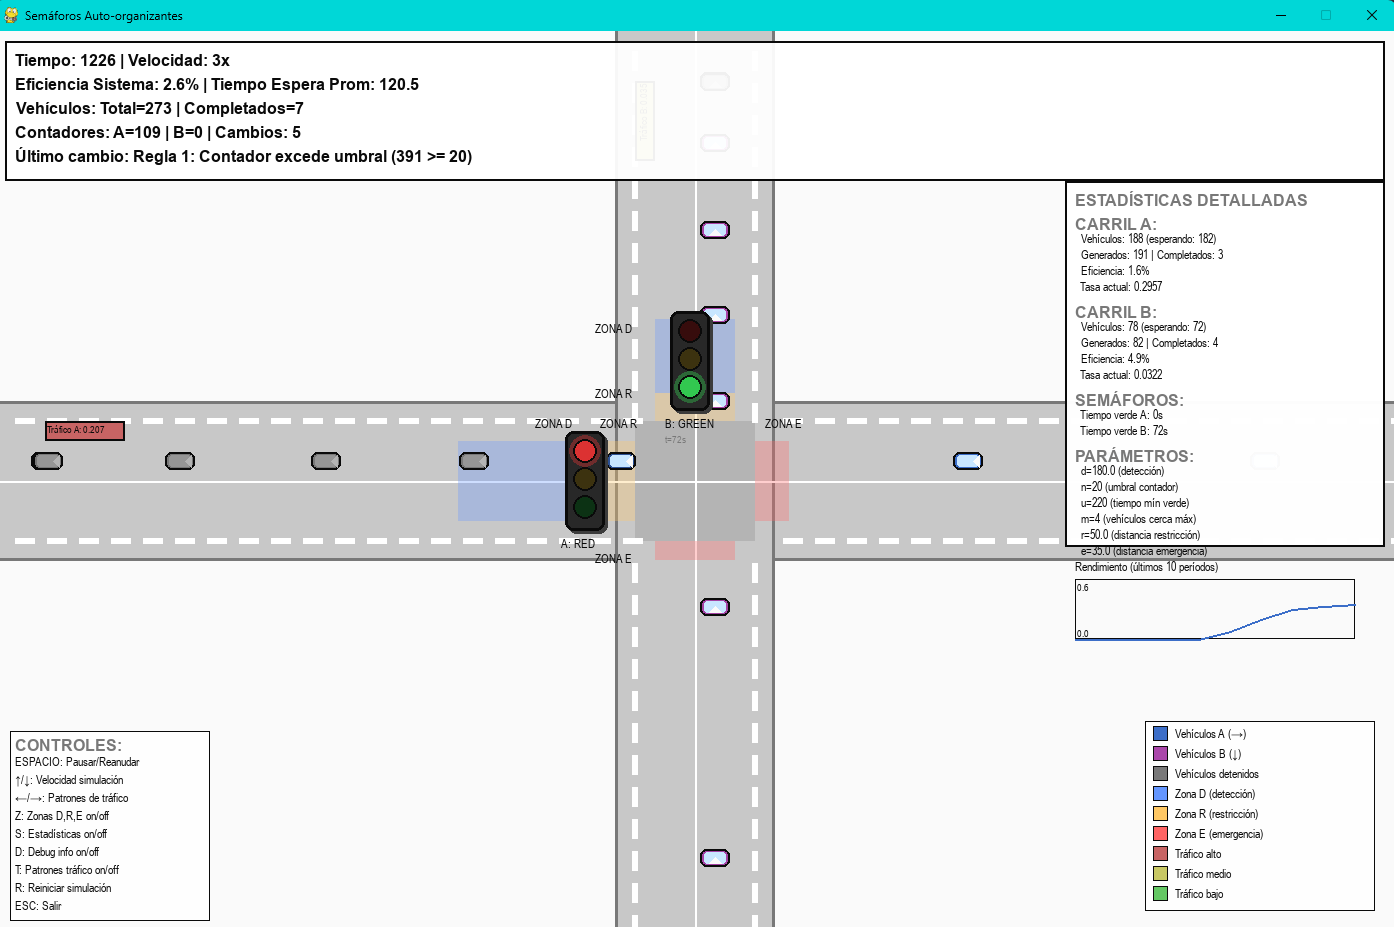 Semáforos Auto-organizantes
Tiempo: 1226 | Velocidad: 3x
Eficiencia Sistema: 2.6% | Tiempo Espera Prom: 120.5
Vehículos: Total=273 | Completados=7
Contadores: A=109 | B=0 | Cambios: 5
Último cambio: Regla 1: Contador excede umbral (391 >= 20)
ESTADÍSTICAS DETALLADAS
CARRIL A:
Vehículos: 188 (esperando: 182)
Generados: 191 | Completados: 3
Eficiencia: 1.6%
Tasa actual: 0.2957
CARRIL B:
Vehículos: 78 (esperando: 72)
Generados: 82 | Completados: 4
Eficiencia: 4.9%
Tasa actual: 0.0322
SEMÁFOROS:
Tiempo verde A: 0s
Tiempo verde B: 72s
PARÁMETROS:
d=180.0 (detección)
n=20 (umbral contador)
u=220 (tiempo mín verde)
m=4 (vehículos cerca máx)
r=50.0 (distancia restricción)
e=35.0 (distancia emergencia)
Rendimiento (últimos 10 períodos)
0.6
0.0
ZONA D
ZONA R
ZONA D
ZONA R
B: GREEN
ZONA E
t=72s
Tráfico A: 0.207
A: RED
ZONA E
CONTROLES:
ESPACIO: Pausar/Reanudar
↑/↓: Velocidad simulación
←/→: Patrones de tráfico
Z: Zonas D,R,E on/off
S: Estadísticas on/off
D: Debug info on/off
T: Patrones tráfico on/off
R: Reiniciar simulación
ESC: Salir
Vehículos A (→)
Vehículos B (↓)
Vehículos detenidos
Zona D (detección)
Zona R (restricción)
Zona E (emergencia)
Tráfico alto
Tráfico medio
Tráfico bajo